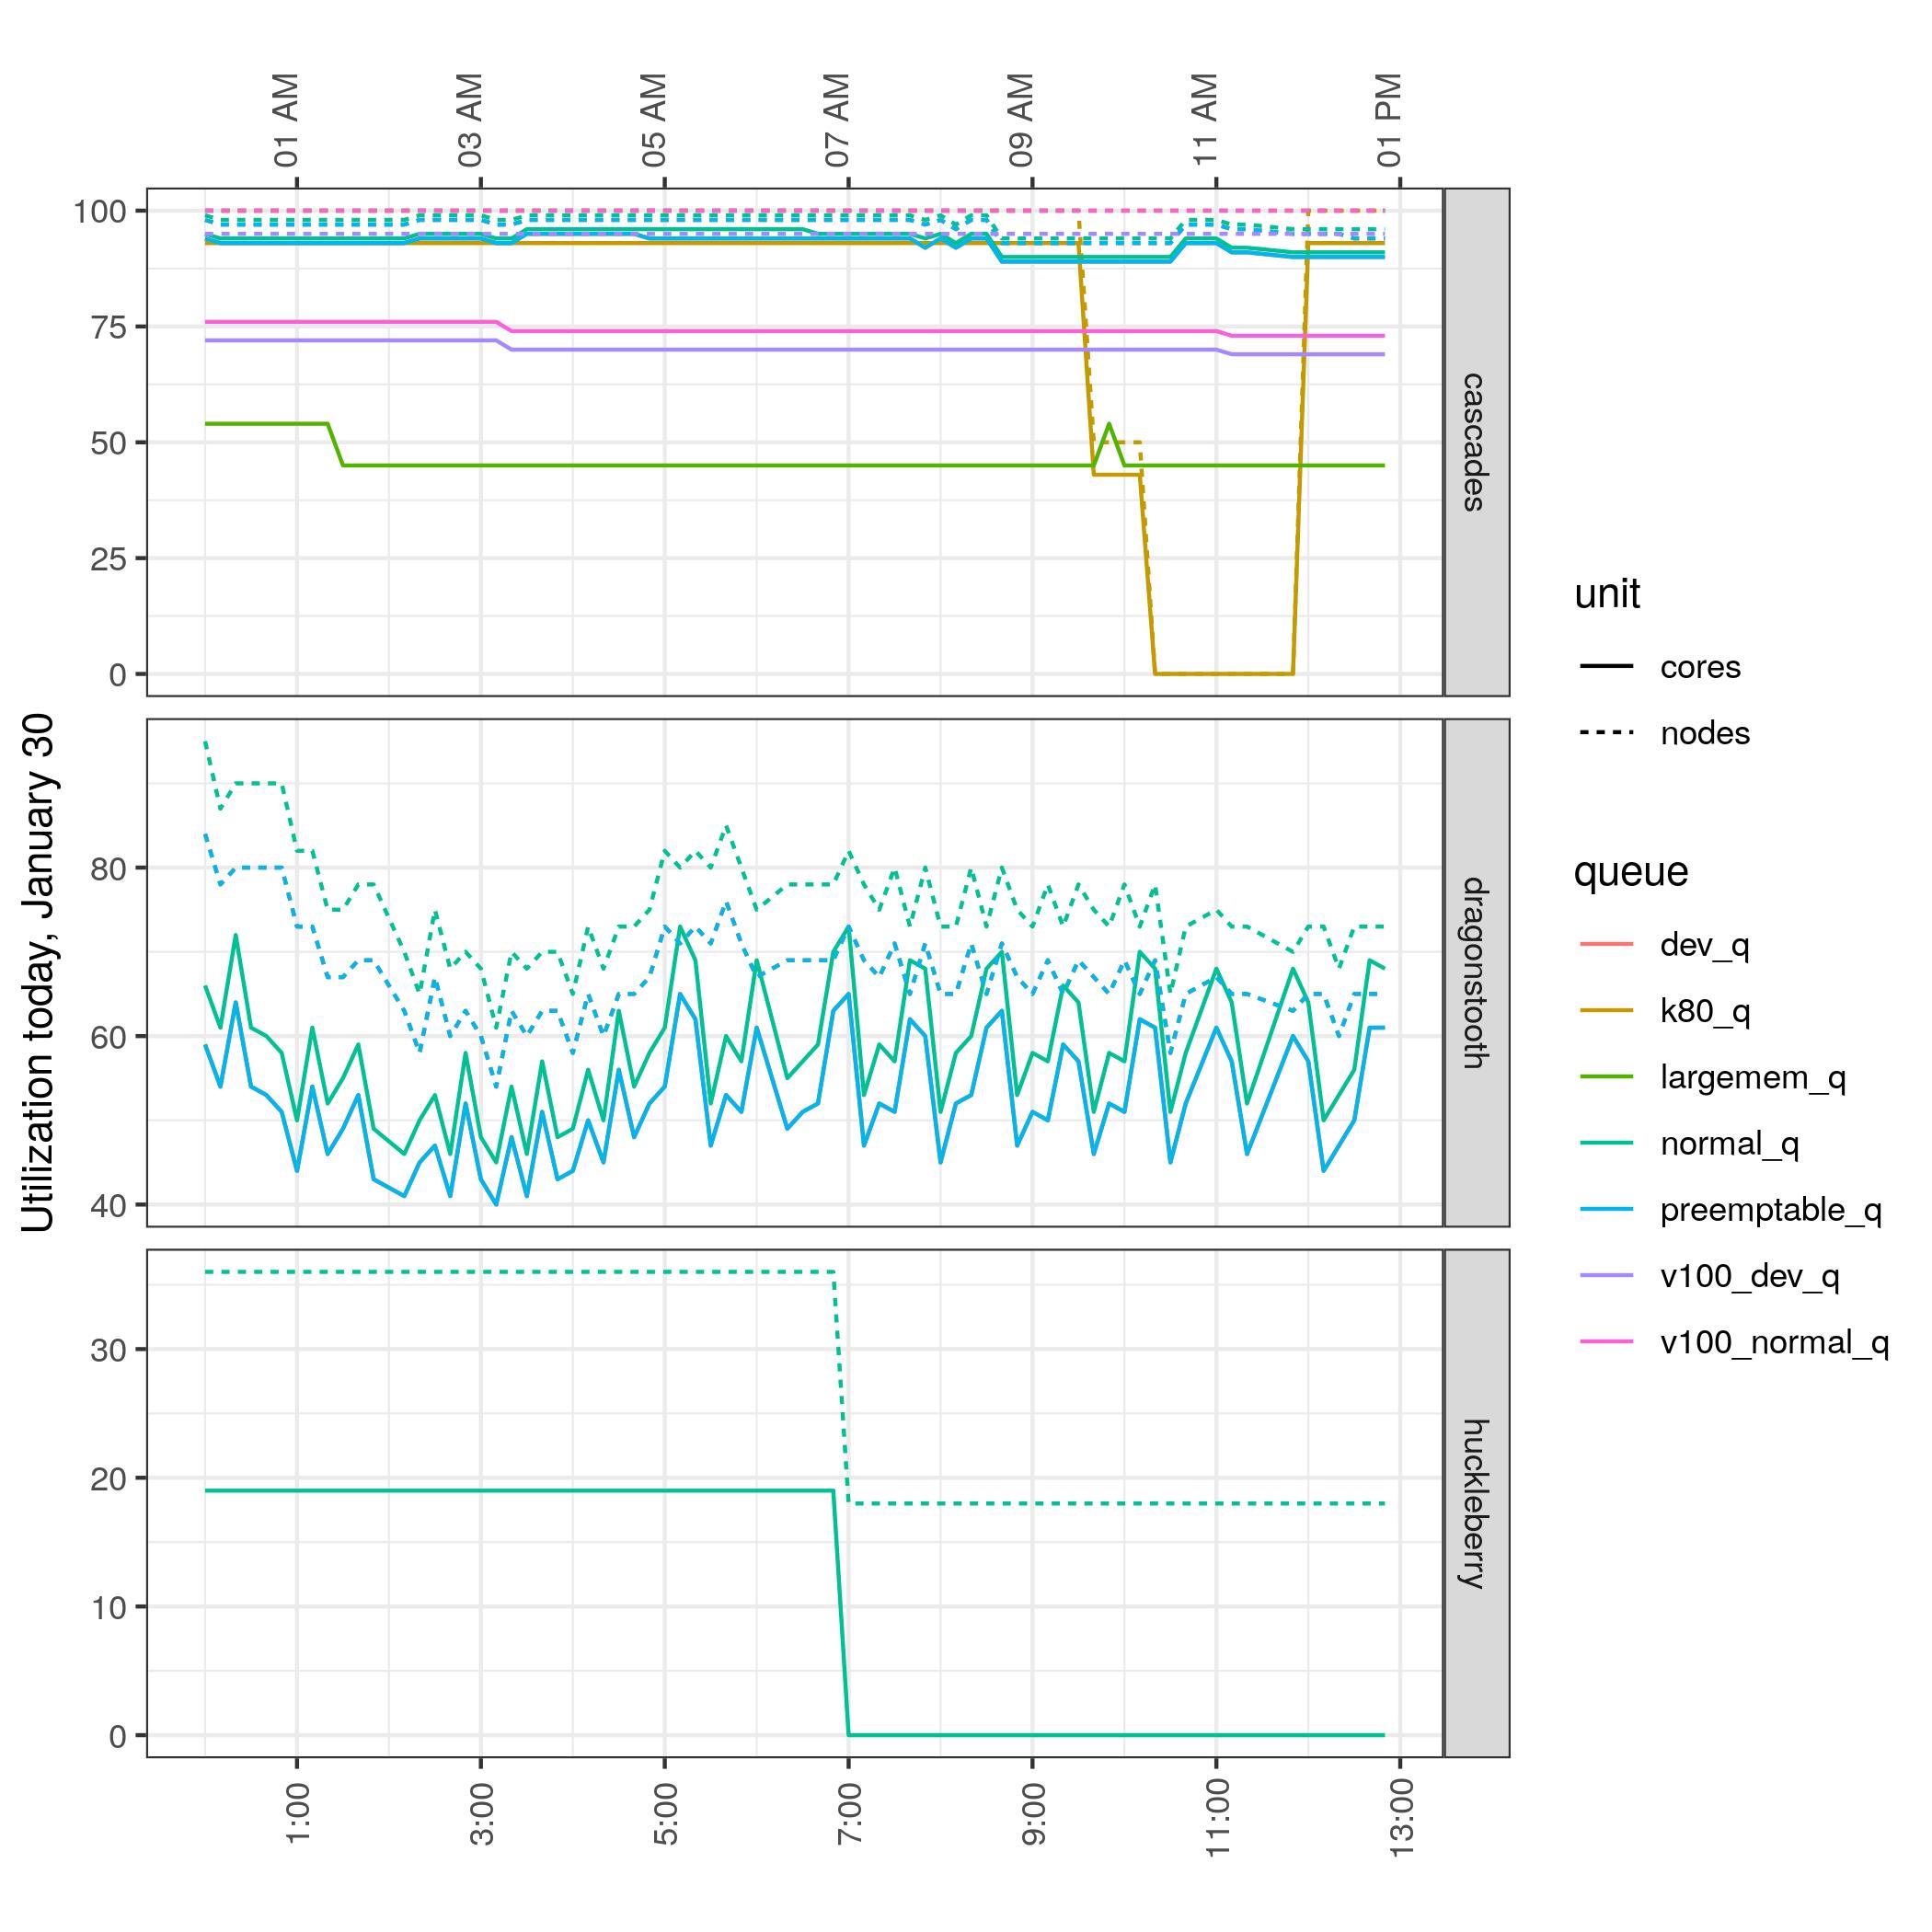 01 AM
03 AM
05 AM
07 AM
09 AM
11 AM
01 PM
Utilization today, January 30
100
75
50
25
0
cascades
80
60
40
dragonstooth
30
20
10
0
huckleberry
1:00
3:00
5:00
7:00
9:00
11:00
13:00
unit
cores
nodes
queue
dev_q
k80_q
largemem_q
normal_q
preemptable_q
v100_dev_q
v100_normal_q